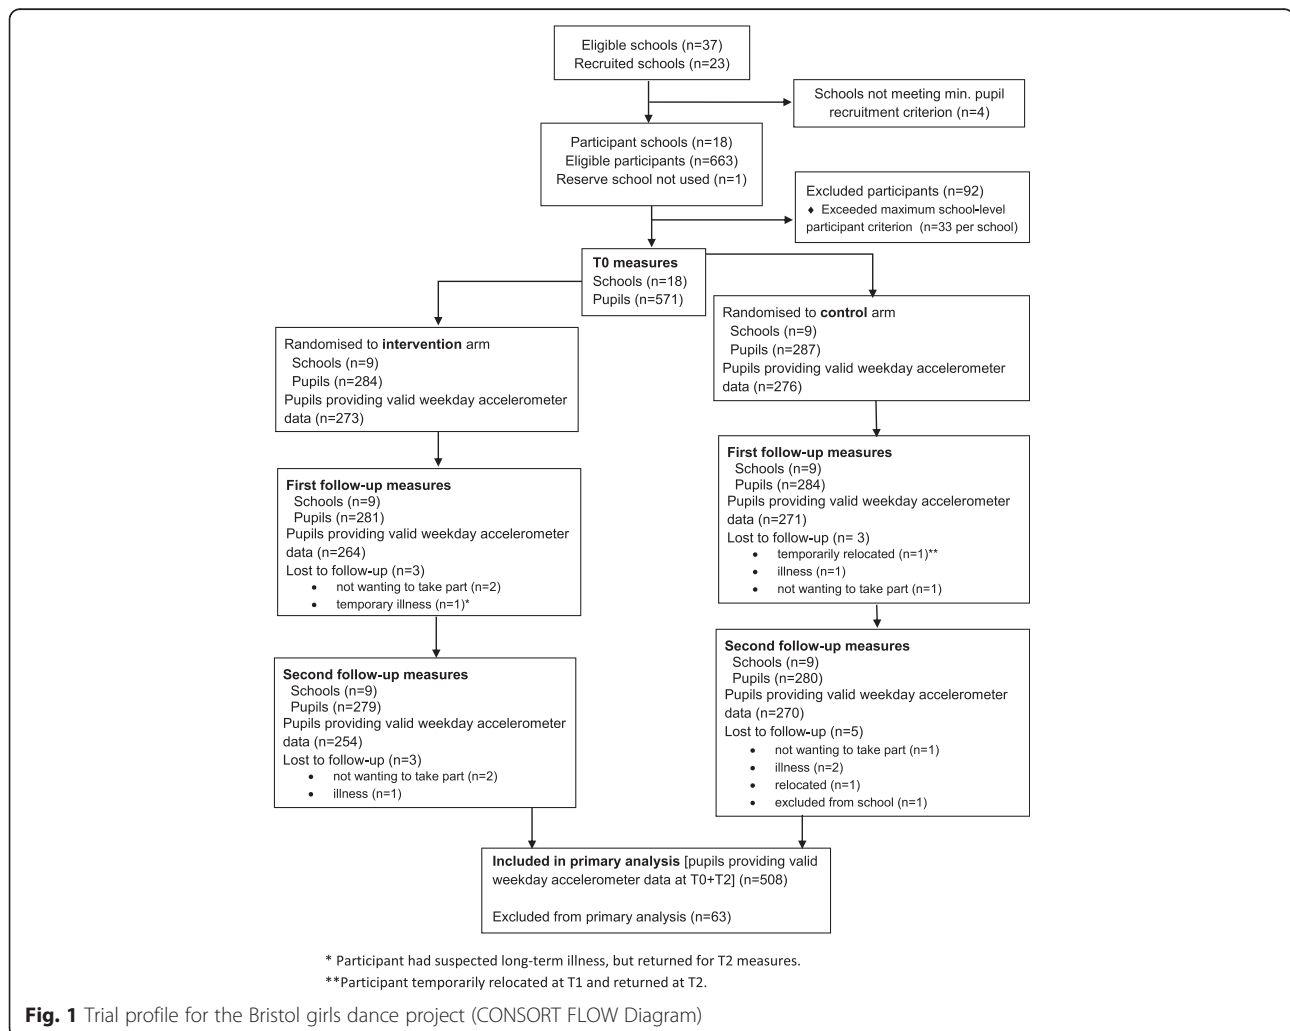 Eligible schools (n=37)
Recruited schools (n=23)
Schools not meeting min. pupil
recruitment criterion (n=4)
Participant schools (n=18)
Eligible participants (n=663)
Reserve school not used (n=1)
Excluded participants (n=92)
♦ Exceeded maximum school-level
participant criterion (n=33 per school)
T0 measures
Schools (n=18)
Pupils (n=571)
Randomised to intervention arm
Schools (n=9)
Pupils (n=284)
Pupils providing valid weekday accelerometer
data (n=273)
Randomised to control arm
Schools (n=9)
Pupils (n=287)
Pupils providing valid weekday accelerometer
data (n=276)
First follow-up measures
Schools (n=9)
Pupils (n=281)
Pupils providing valid weekday accelerometer
data (n=264)
Lost to follow-up (n=3)
• not wanting to take part (n=2)
• temporary illness (n=1)*
First follow-up measures
Schools (n=9)
Pupils (n=284)
Pupils providing valid weekday accelerometer
data (n=271)
Lost to follow-up (n= 3)
• temporarily relocated (n=1)**
• illness (n=1)
• not wanting to take part (n=1)
Second follow-up measures
Schools (n=9)
Pupils (n=279)
Pupils providing valid weekday accelerometer
data (n=254)
Lost to follow-up (n=3)
• not wanting to take part (n=2)
• illness (n=1)
Second follow-up measures
Schools (n=9)
Pupils (n=280)
Pupils providing valid weekday accelerometer
data (n=270)
Lost to follow-up (n=5)
• not wanting to take part (n=1)
• illness (n=2)
• relocated (n=1)
• excluded from school (n=1)
Included in primary analysis [pupils providing valid
weekday accelerometer data at T0+T2] (n=508)
Excluded from primary analysis (n=63)
* Participant had suspected long-term illness, but returned for T2 measures.
**Participant temporarily relocated at T1 and returned at T2.
Fig. 1 Trial profile for the Bristol girls dance project (CONSORT FLOW Diagram)